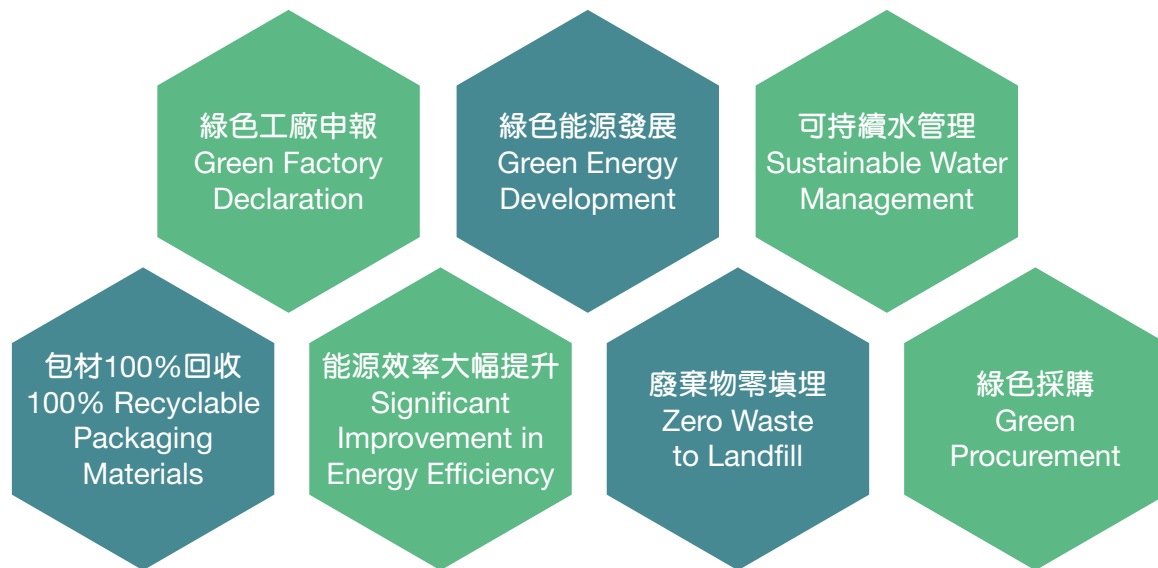 綠色工廠申報
Green Factory
Declaration
綠色能源發展
Green Energy
Development
可持續水管理
Sustainable Water
Management
包材100%回收
100% Recyclable
Packaging
Materials
能源效率大幅提升
Significant
Improvement in
Energy Efficiency
廢棄物零填埋
Zero Waste
to Landfill
綠色採購
Green
Procurement